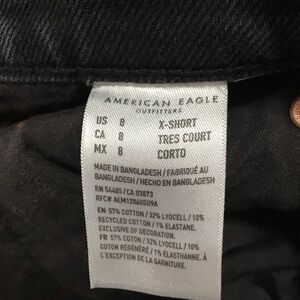 AMERICAN EAGLE
OUTFITTERS
US 8 X-SHORT
CA 8 TRES COURT
MX 8 CORTO
MADE IN BANGLADESH / FABRIQUÉ AU
BANGLADESH / HECHO EN BANGLADESH
RN 54485/CA 03873
RFC# AEM120605U9A
EN: 57% COTTON / 32% LYOCELL / 10%
RECYCLED COTTON / 1% ELASTANE.
EXCLUSIVE OF DECORATION.
FR: 57% COTON / 32% LYOCELL / 10%
COTON RÉGÉNÉRÉ / 1% ÉLASTHANNE. À
L'EXCEPTION DE LA GARNITURE.